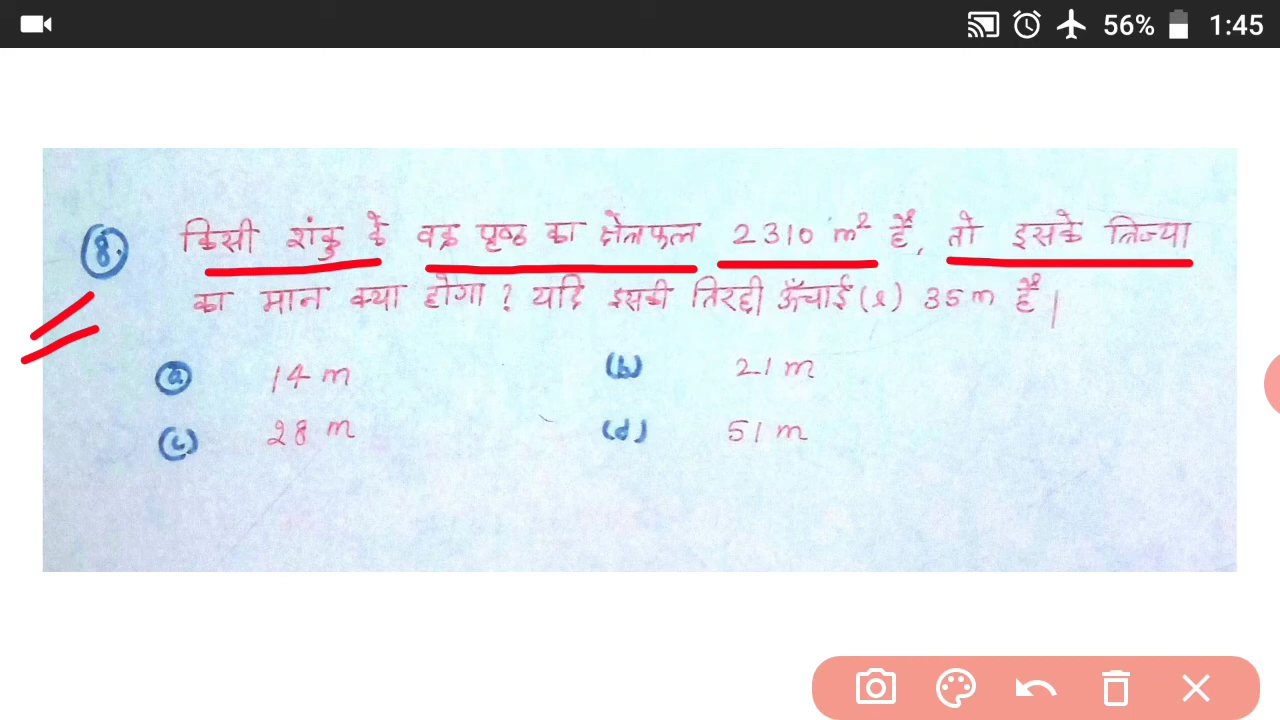 56% 1:45
8. किसी शंकु के वक्र पृष्ठ का क्षेत्रफल 2310 m² है, तो इसके त्रिज्या
का मान क्या होगा ? यदि इसकी तिरछी ऊँचाई (l) 35 m है।
(a) 14 m (b) 21 m
(c) 28 m (d) 51 m